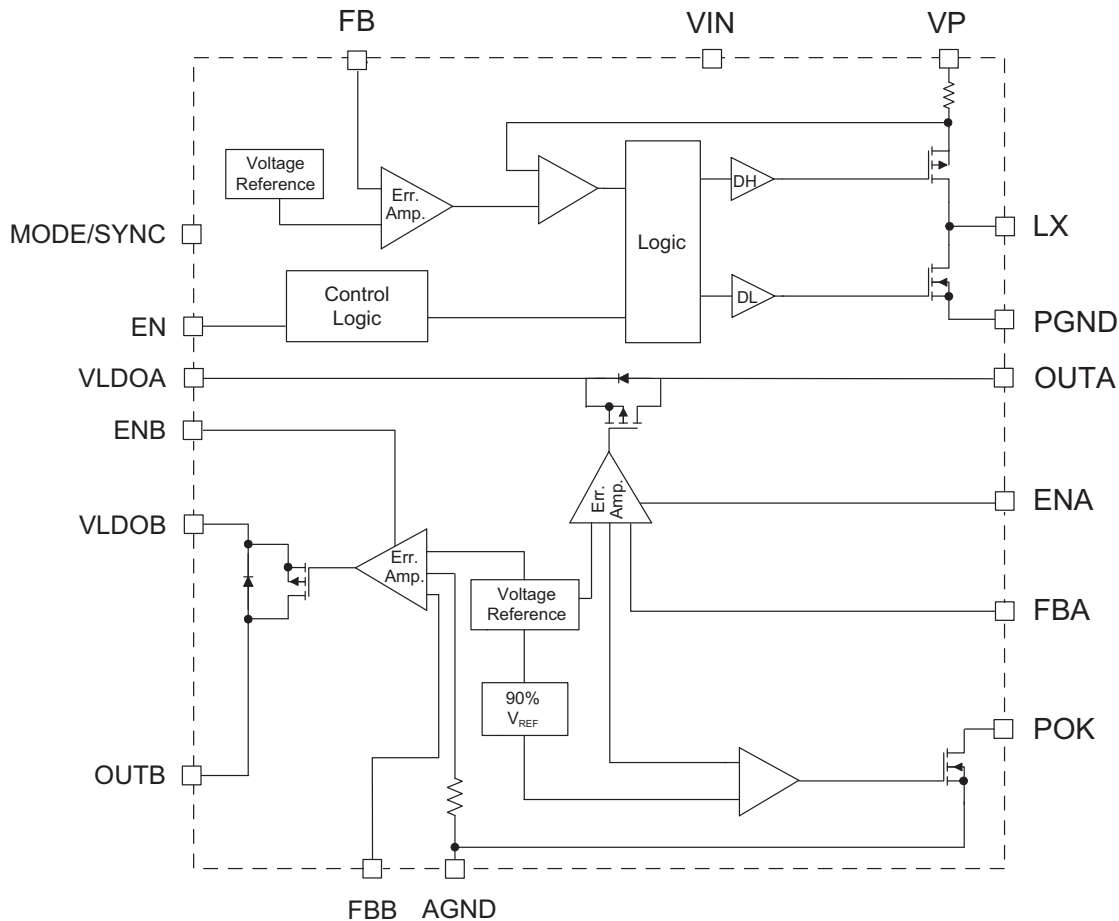 FB
VIN
VP
Voltage
Reference
Err.
Amp.
DH
MODE/SYNC
LX
Logic
Control
Logic
DL
EN
PGND
VLDOA
OUTA
ENB
Err.
Amp.
ENA
VLDOB
Err.
Amp.
Voltage
Reference
FBA
90%
VREF
POK
OUTB
FBB
AGND